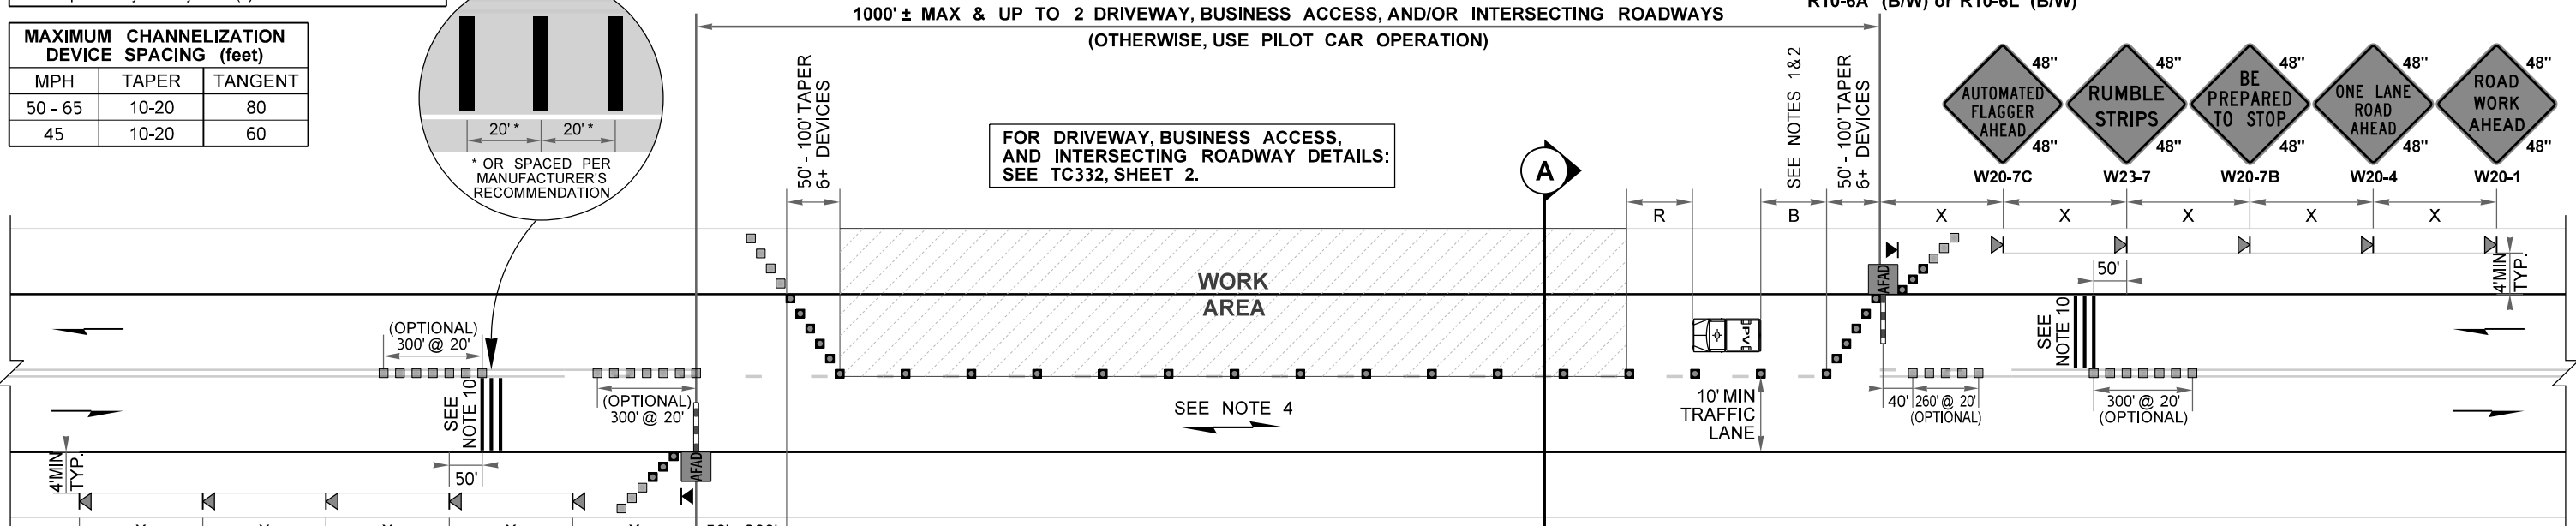 1000' ± MAX & UP TO 2 DRIVEWAY, BUSINESS ACCESS, AND/OR INTERSECTING ROADWAYS
(OTHERWISE, USE PILOT CAR OPERATION)
R10-6A (B/W) or R10-6L (B/W)
MAXIMUM CHANNELIZATION
DEVICE SPACING (feet)
MPH TAPER TANGENT
50 - 65 10-20 80
45 10-20 60
20' * 20' *
* OR SPACED PER
MANUFACTURER'S
RECOMMENDATION
50' - 100' TAPER
6+ DEVICES
FOR DRIVEWAY, BUSINESS ACCESS,
AND INTERSECTING ROADWAY DETAILS:
SEE TC332, SHEET 2.
A
SEE NOTES 1&2
50' - 100' TAPER
6+ DEVICES
48" 48" 48" 48" 48"
AUTOMATED
FLAGGER
AHEAD
RUMBLE
STRIPS
BE
PREPARED
TO STOP
ONE LANE
ROAD
AHEAD
ROAD
WORK
AHEAD
48" 48" 48" 48" 48"
W20-7C W23-7 W20-7B W20-4 W20-1
R B X X X X X
WORK
AREA
AFAD
50'
4' MIN
TYP.
SEE
NOTE 10
PV
(OPTIONAL)
300' @ 20'
SEE
NOTE 10
(OPTIONAL)
300' @ 20'
SEE NOTE 4
10' MIN
TRAFFIC
LANE
40' 260' @ 20'
(OPTIONAL)
300' @ 20'
(OPTIONAL)
4' MIN
TYP.
50'
AFAD